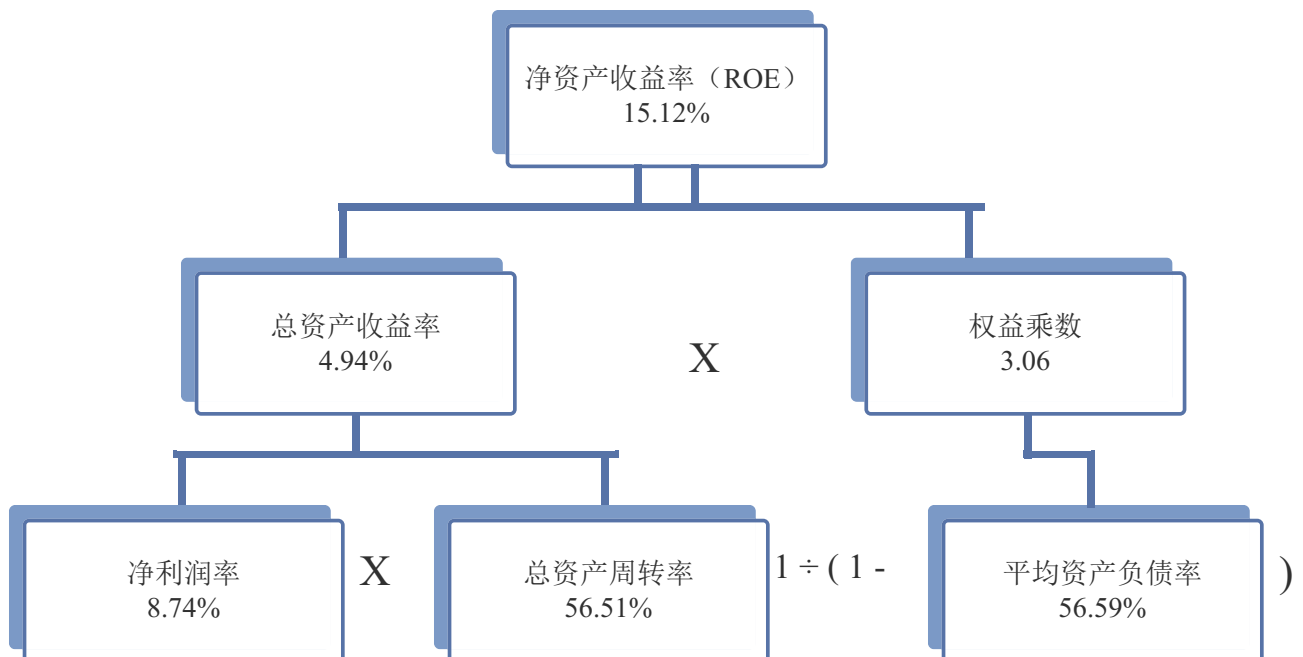 净资产收益率（ROE）
15.12%
总资产收益率
4.94%
X
权益乘数
3.06
净利润率
8.74%
X
总资产周转率
56.51%
1 ÷ ( 1 -
平均资产负债率
56.59%
)